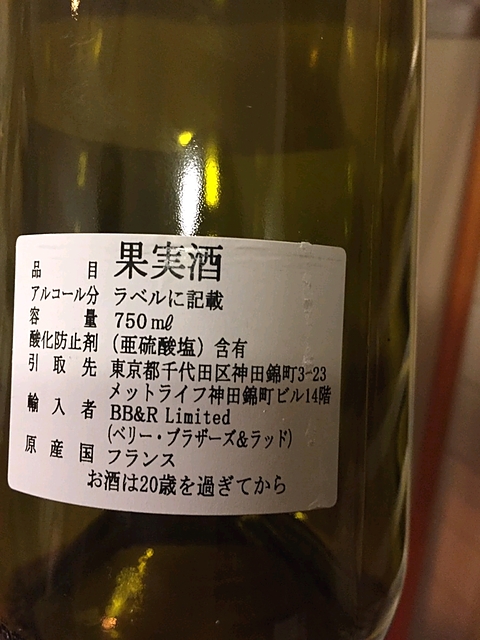 品目 果実酒
アルコール分 ラベルに記載
容量 750㎖
酸化防止剤 (亜硫酸塩) 含有
引取先 東京都千代田区神田錦町3-23
メットライフ神田錦町ビル14階
輸入者 BB&R Limited
(ベリー・ブラザーズ&ラッド)
原産国 フランス
お酒は20歳を過ぎてから